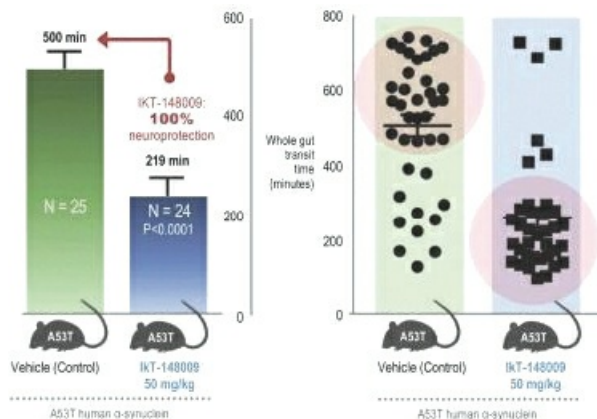 500 min
IKT-148009:
100%
neuroprotection
219 min
N = 25
N = 24
P<0.0001
600
400
200
0
A53T
A53T
Vehicle (Control)
IkT-148009
50 mg/kg
A53T human α-synuclein
Whole gut
transit
time
(minutes)
800
600
400
200
0
A53T
A53T
Vehicle (Control)
IkT-148009
50 mg/kg
A53T human α-synuclein